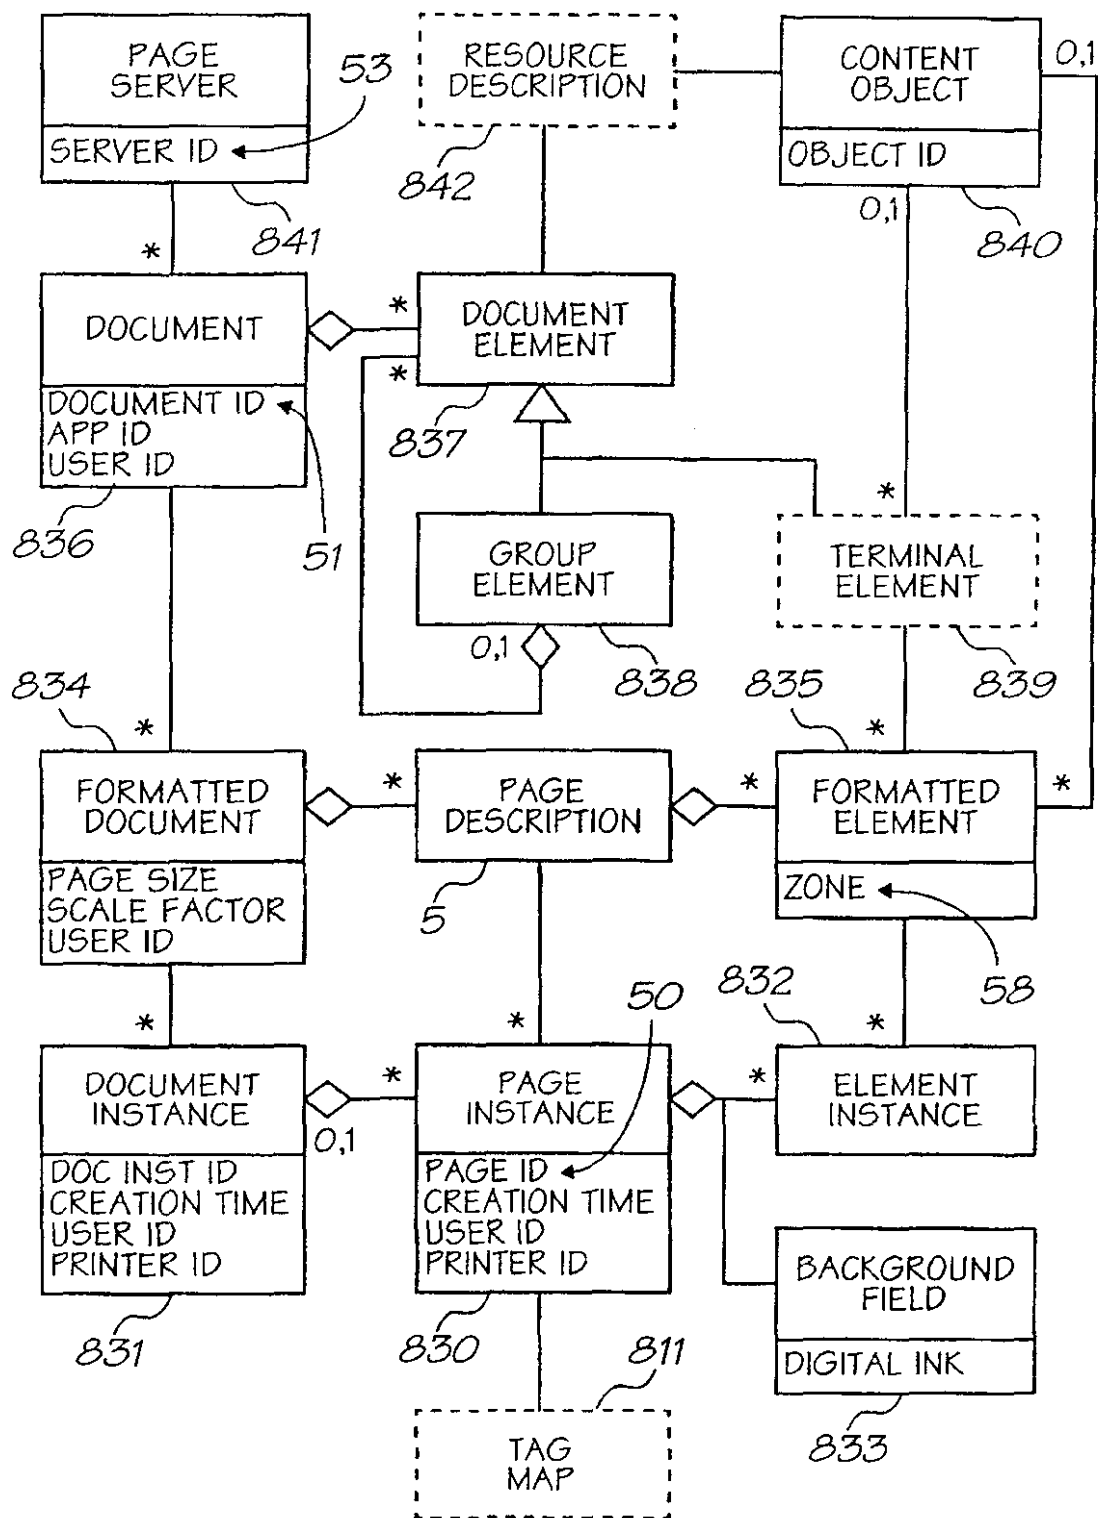 PAGE
SERVER
SERVER ID
53
841
RESOURCE
DESCRIPTION
842
CONTENT
OBJECT
OBJECT ID
0,1
0,1
840
*
DOCUMENT
DOCUMENT ID
APP ID
USER ID
836
51
*
*
DOCUMENT
ELEMENT
837
GROUP
ELEMENT
0,1
838
*
TERMINAL
ELEMENT
839
834
*
FORMATTED
DOCUMENT
PAGE SIZE
SCALE FACTOR
USER ID
*
PAGE
DESCRIPTION
5
835
*
*
*
FORMATTED
ELEMENT
ZONE
58
*
DOCUMENT
INSTANCE
0,1
DOC INST ID
CREATION TIME
USER ID
PRINTER ID
831
*
*
50
PAGE
INSTANCE
PAGE ID
CREATION TIME
USER ID
PRINTER ID
830
832
*
*
ELEMENT
INSTANCE
BACKGROUND
FIELD
DIGITAL INK
833
811
TAG
MAP